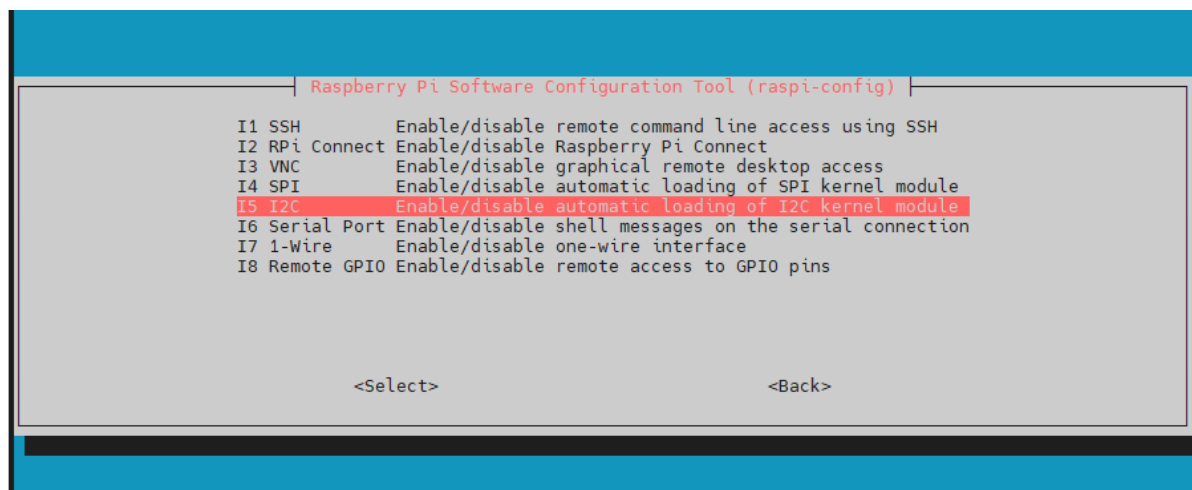 Raspberry Pi Software Configuration Tool (raspi-config)
I1 SSH Enable/disable remote command line access using SSH
I2 RPi Connect Enable/disable Raspberry Pi Connect
I3 VNC Enable/disable graphical remote desktop access
I4 SPI Enable/disable automatic loading of SPI kernel module
I5 I2C Enable/disable automatic loading of I2C kernel module
I6 Serial Port Enable/disable shell messages on the serial connection
I7 1-Wire Enable/disable one-wire interface
I8 Remote GPIO Enable/disable remote access to GPIO pins
<Select> <Back>